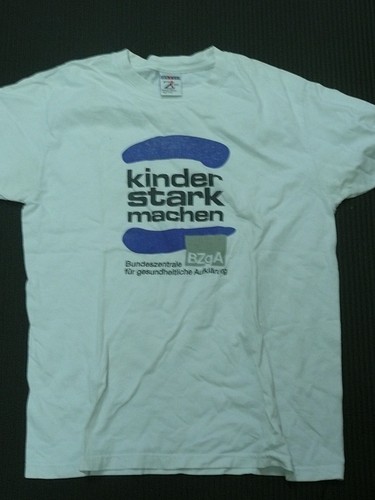 kinder
stark
machen
BZgA
Bundeszentrale
für gesundheitliche Aufklärung